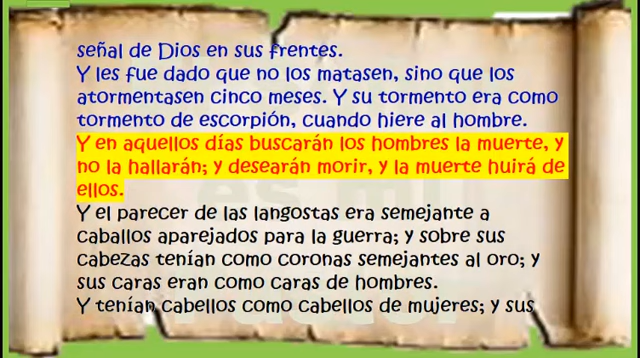 señal de Dios en sus frentes.
Y les fue dado que no los matasen, sino que los
atormentasen cinco meses. Y su tormento era como
tormento de escorpión, cuando hiere al hombre.
Y en aquellos días buscarán los hombres la muerte, y
no la hallarán; y desearán morir, y la muerte huirá de
ellos.
Y el parecer de las langostas era semejante a
caballos aparejados para la guerra; y sobre sus
cabezas tenían como coronas semejantes al oro; y
sus caras eran como caras de hombres.
Y tenían cabellos como cabellos de mujeres; y sus